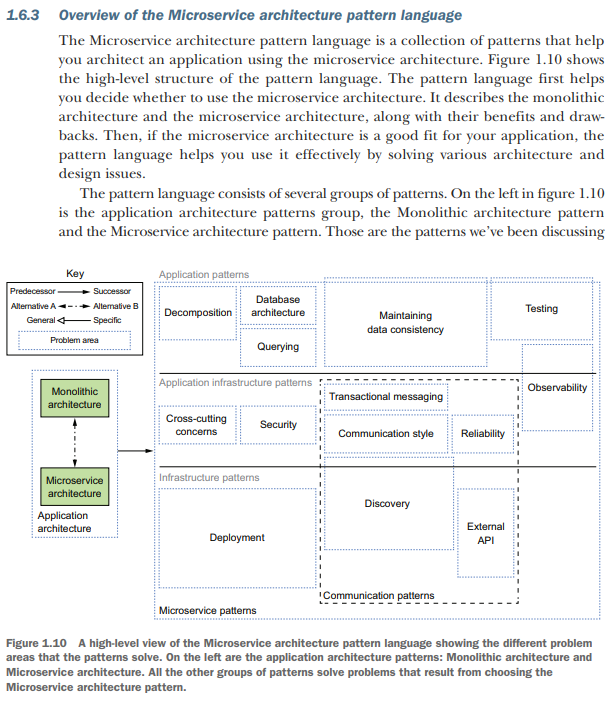 1.6.3 Overview of the Microservice architecture pattern language
The Microservice architecture pattern language is a collection of patterns that help
you architect an application using the microservice architecture. Figure 1.10 shows
the high-level structure of the pattern language. The pattern language first helps
you decide whether to use the microservice architecture. It describes the monolithic
architecture and the microservice architecture, along with their benefits and draw-
backs. Then, if the microservice architecture is a good fit for your application, the
pattern language helps you use it effectively by solving various architecture and
design issues.
The pattern language consists of several groups of patterns. On the left in figure 1.10
is the application architecture patterns group, the Monolithic architecture pattern
and the Microservice architecture pattern. Those are the patterns we've been discussing
Key
Predecessor
Successor
Alternative A
Alternative B
General
Specific
Problem area
Monolithic
architecture
Microservice
architecture
Application
architecture
Application patterns
Decomposition
Database
architecture
Querying
Maintaining
data consistency
Testing
Application infrastructure patterns
Cross-cutting
concerns
Security
Transactional messaging
Communication style
Reliability
Observability
Infrastructure patterns
Deployment
Discovery
External
API
Communication patterns
Microservice patterns
Figure 1.10 A high-level view of the Microservice architecture pattern language showing the different problem
areas that the patterns solve. On the left are the application architecture patterns: Monolithic architecture and
Microservice architecture. All the other groups of patterns solve problems that result from choosing the
Microservice architecture pattern.